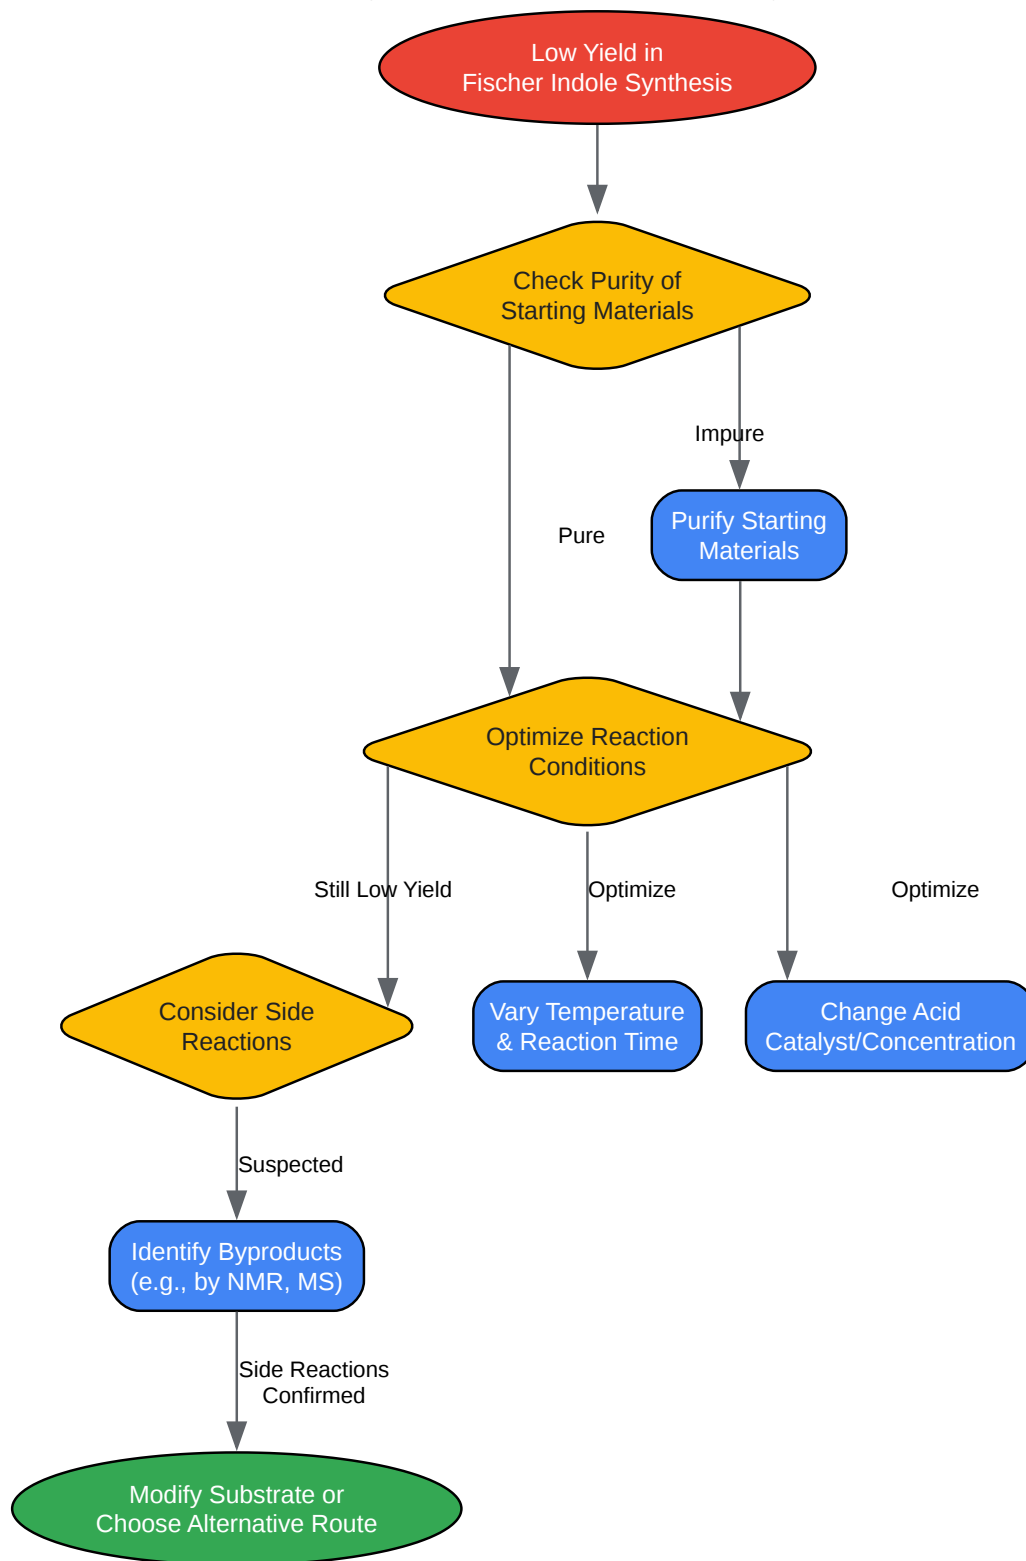 Low Yield in
Fischer Indole Synthesis
Check Purity of
Starting Materials
Impure
Pure
Purify Starting
Materials
Optimize Reaction
Conditions
Still Low Yield
Optimize
Optimize
Consider Side
Reactions
Vary Temperature
& Reaction Time
Change Acid
Catalyst/Concentration
Suspected
Identify Byproducts
(e.g., by NMR, MS)
Side Reactions
Confirmed
Modify Substrate or
Choose Alternative Route